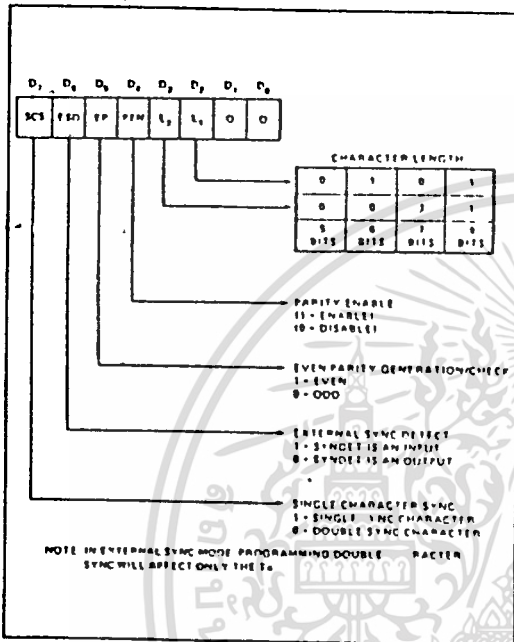 D7 D6 D5 D4 D3 D2 D1 D0
SCS ESD EP PEN L2 L1 0 0
CHARACTER LENGTH
0 1 0 1
0 0 1 1
5 BITS 6 BITS 7 BITS 8 BITS
PARITY ENABLE
(1 = ENABLE)
(0 = DISABLE)
EVEN PARITY GENERATION/CHECK
1 = EVEN
0 = ODD
EXTERNAL SYNC DETECT
1 = SYNDET IS AN INPUT
0 = SYNDET IS AN OUTPUT
SINGLE CHARACTER SYNC
1 = SINGLE YNC CHARACTER
0 = DOUBLE SYNC CHARACTER
NOTE IN EXTERNAL SYNC MODE PROGRAMMING DOUBLE RACTER
SYNC WILL AFFECT ONLY THE Tx